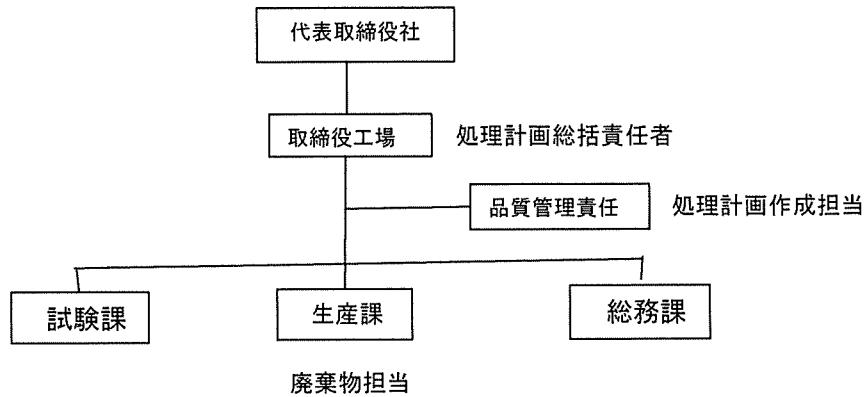 代表取締役社
取締役工場
処理計画総括責任者
品質管理責任
処理計画作成担当
試験課
生産課
総務課
廃棄物担当